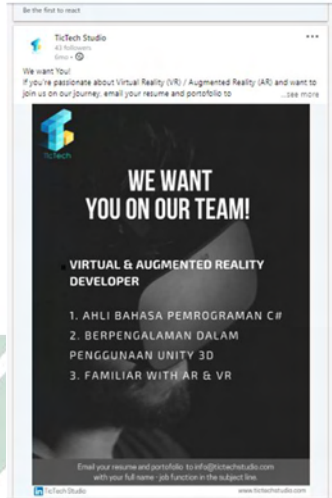 Be the first to react
TicTech Studio
43 followers
6mo •
We want You!
If you're passionate about Virtual Reality (VR) / Augmented Reality (AR) and want to
join us on our journey, email your resume and portofolio to ...see more
TicTech
WE WANT
YOU ON OUR TEAM!
VIRTUAL & AUGMENTED REALITY
DEVELOPER
1. AHLI BAHASA PEMROGRAMAN C#
2. BERPENGALAMAN DALAM
PENGGUNAAN UNITY 3D
3. FAMILIAR WITH AR & VR
Email your resume and portofolio to info@tictechstudio.com
with your full name - job function in the subject link
in TicTech Studio
www.tictechstudio.com